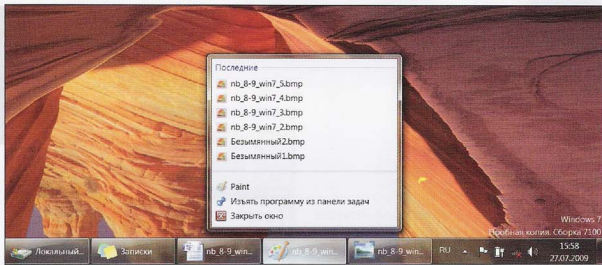 Последние
nb_8-9_win7_5.bmp
nb_8-9_win7_4.bmp
nb_8-9_win7_3.bmp
nb_8-9_win7_2.bmp
Безымянный2.bmp
Безымянный1.bmp
Paint
Изъять программу из панели задач
Закрыть окно
Windows 7
Пробная копия. Сборка 7100
Локальный...
Записки
nb_8-9_win...
nb_8-9_win...
nb_8-9_win...
RU
15:58
27.07.2009